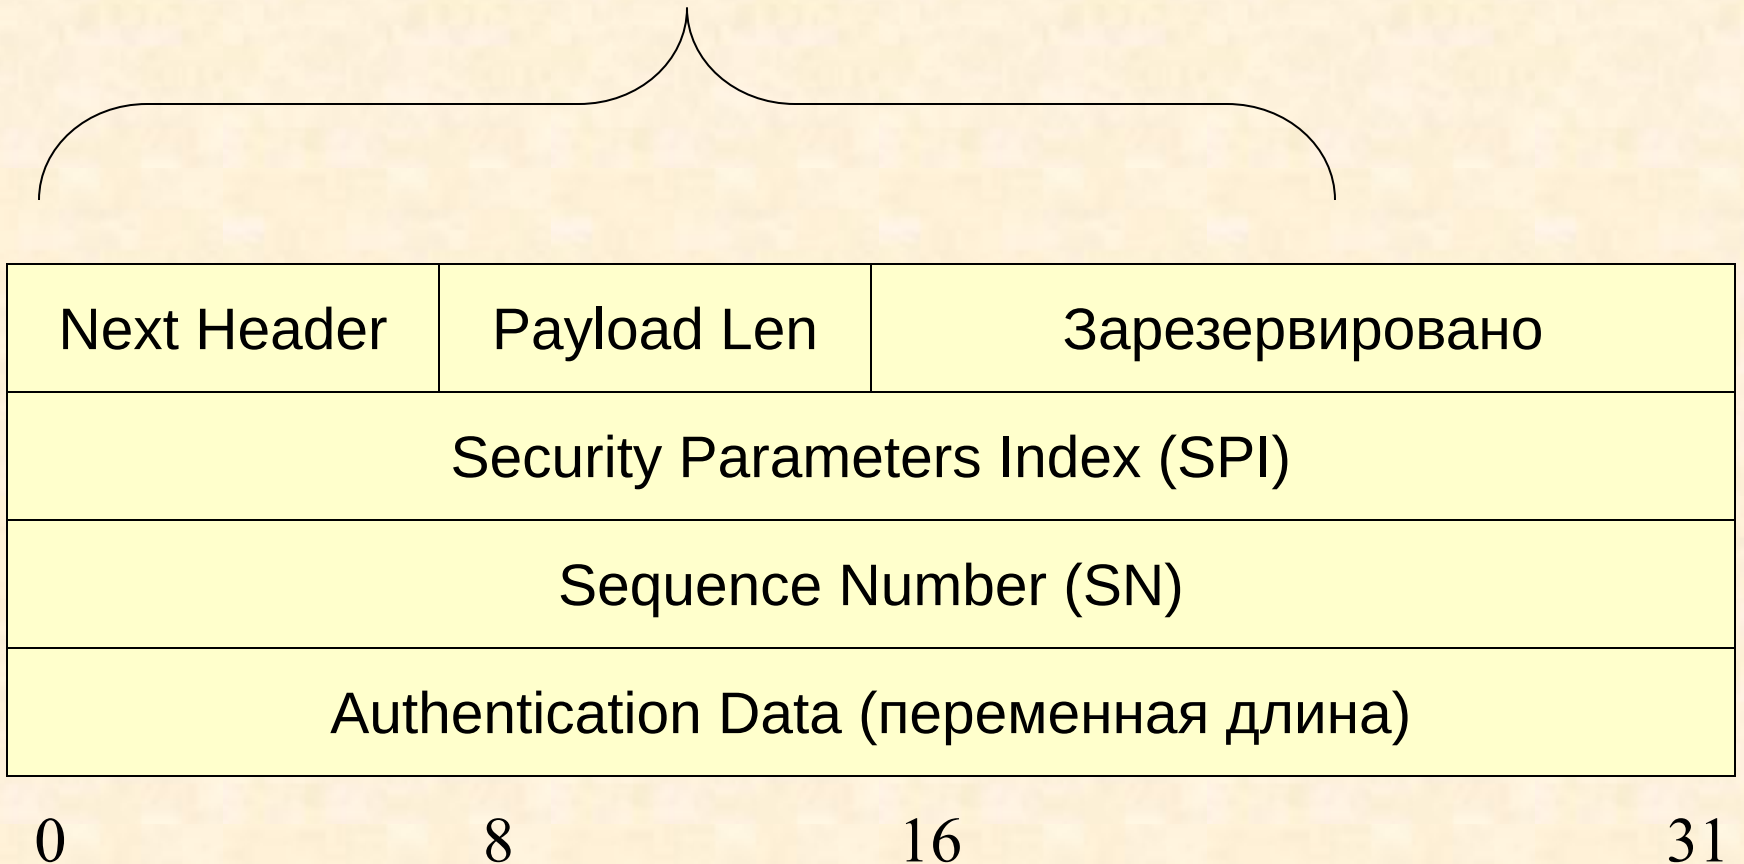 Next Header Payload Len Зарезервировано
Security Parameters Index (SPI)
Sequence Number (SN)
Authentication Data (переменная длина)
0 8 16 31